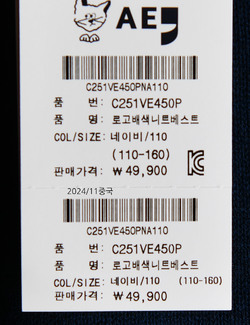 AE
C251VE450PNA110
품 번: C251VE450P
품 명: 로고배색니트베스트
COL/SIZE: 네이비/110
(110-160)
판매가격: ₩ 49,900
2024/11중국
C251VE450PNA110
품 번: C251VE450P
품 명: 로고배색니트베스트
COL/SIZE: 네이비/110 (110-160)
판매가격: ₩ 49,900